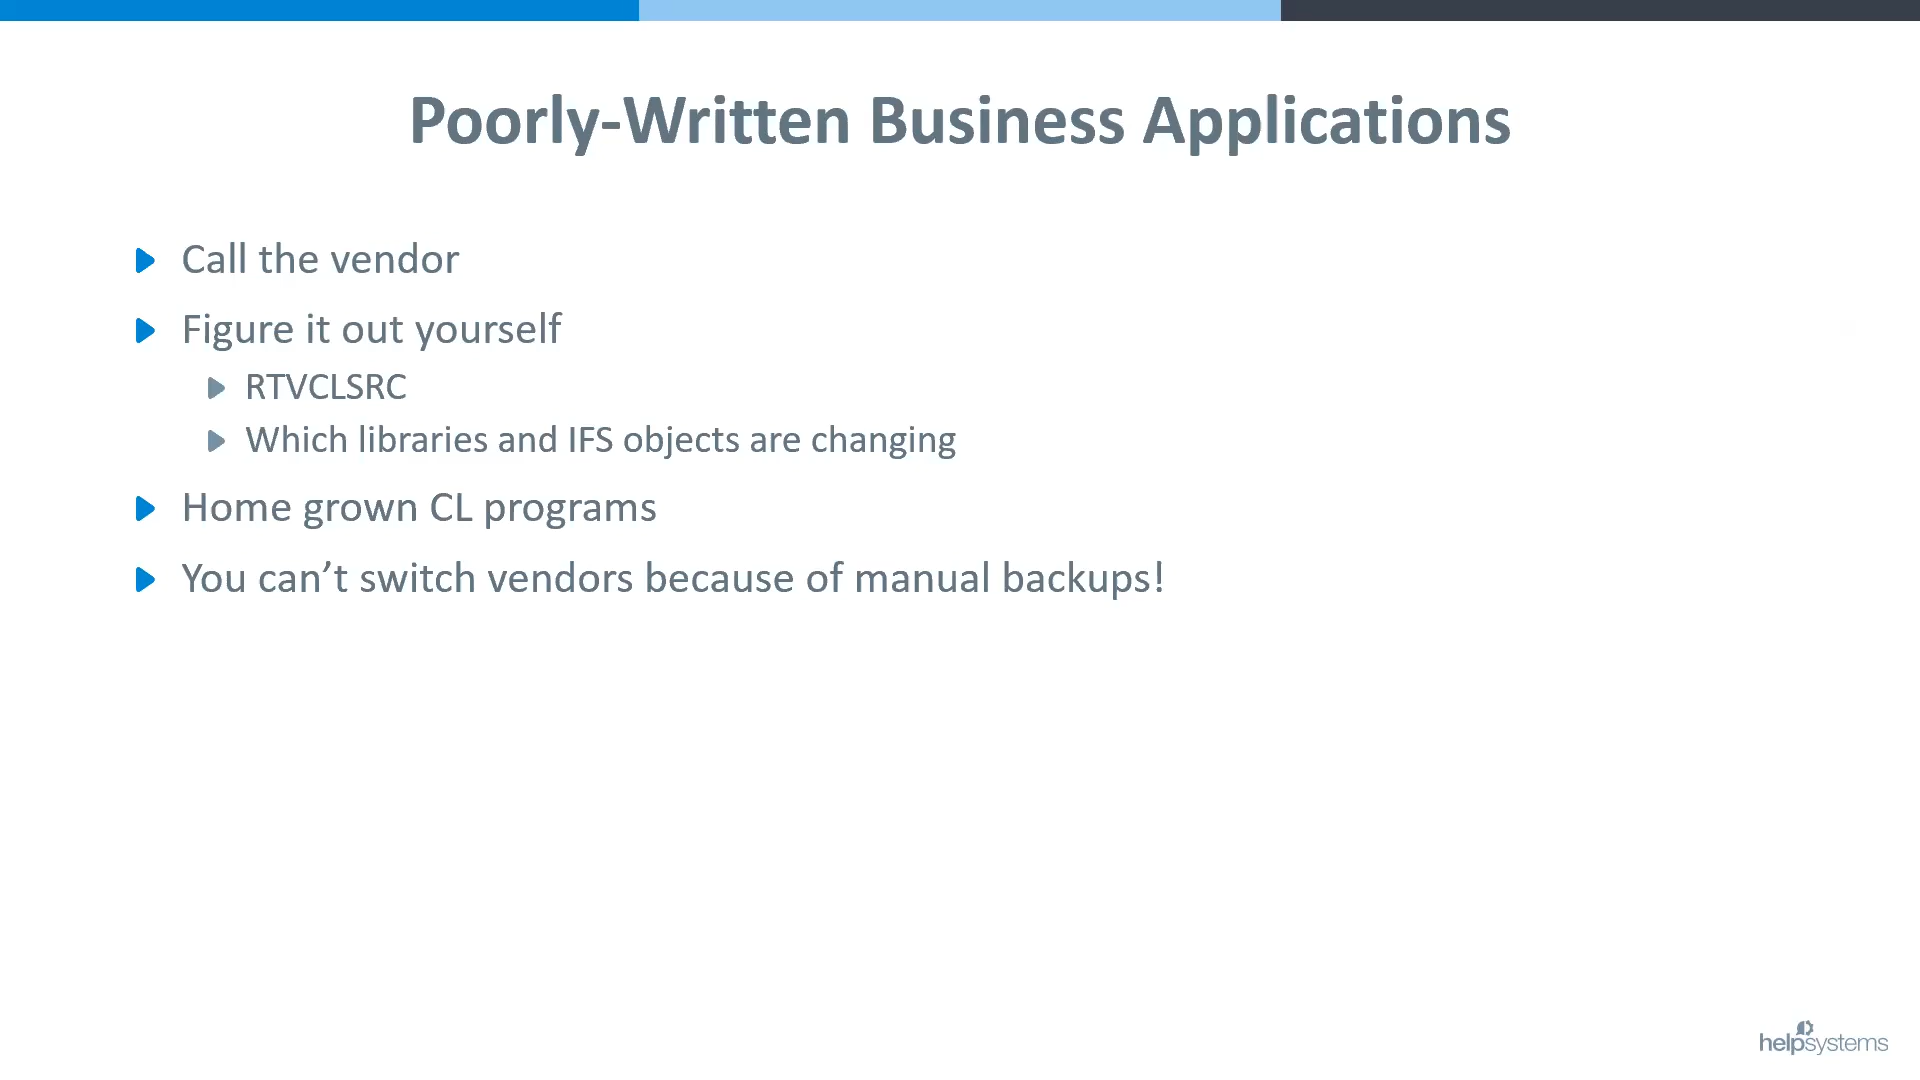 Poorly-Written Business Applications
Call the vendor
Figure it out yourself
RTVCLSRC
Which libraries and IFS objects are changing
Home grown CL programs
You can’t switch vendors because of manual backups!
helpsystems